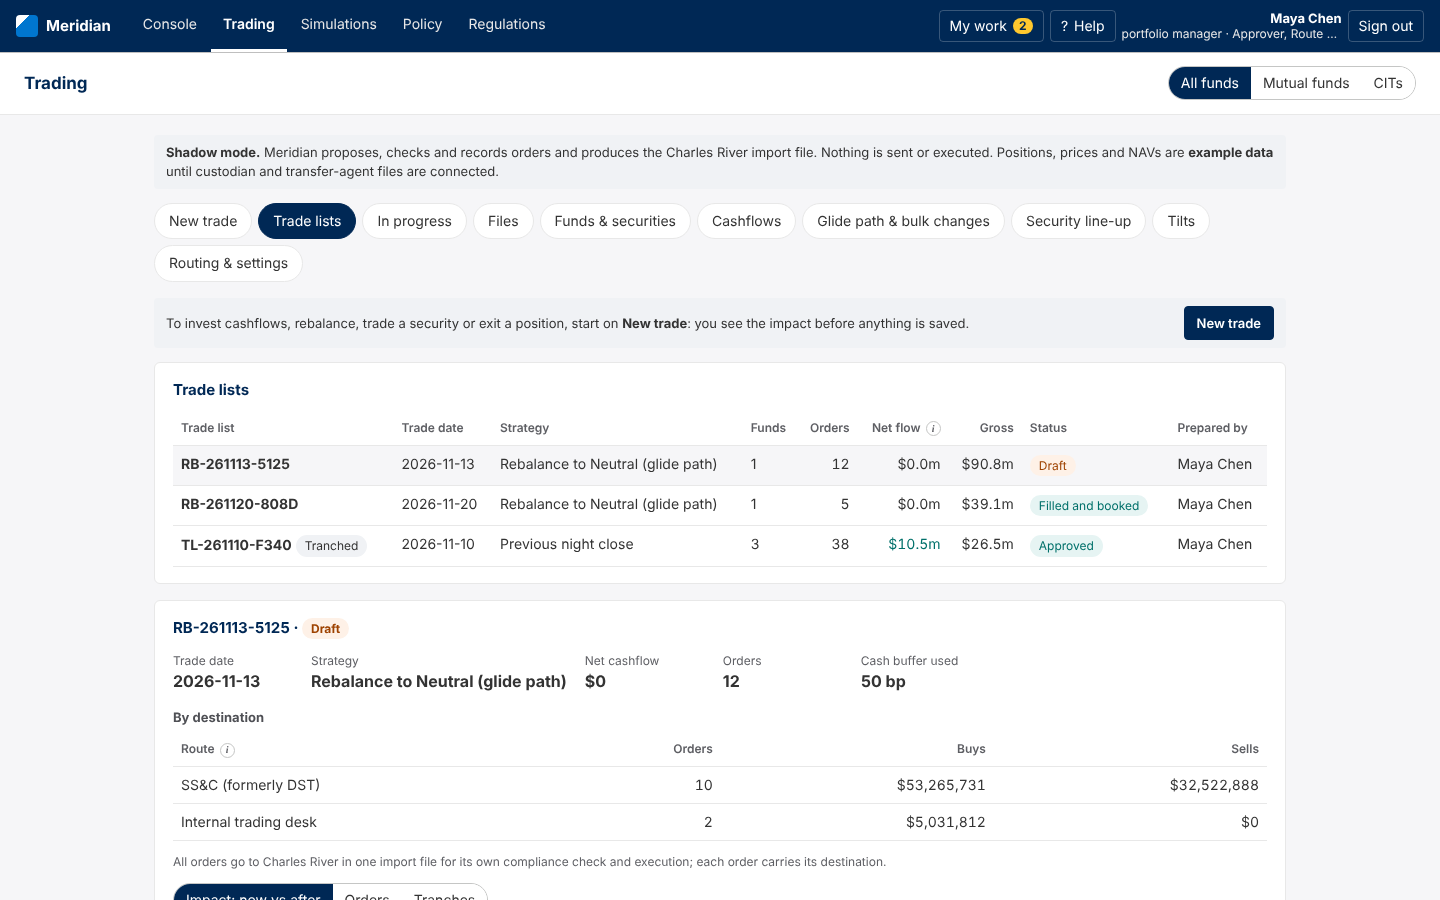 Meridian Console Trading Simulations Policy Regulations My work 2 ? Help Maya Chen Sign out
portfolio manager · Approver, Route ...
Trading All funds Mutual funds CITs
Shadow mode. Meridian proposes, checks and records orders and produces the Charles River import file. Nothing is sent or executed. Positions, prices and NAVs are example data
until custodian and transfer-agent files are connected.
New trade Trade lists In progress Files Funds & securities Cashflows Glide path & bulk changes Security line-up Tilts
Routing & settings
To invest cashflows, rebalance, trade a security or exit a position, start on New trade: you see the impact before anything is saved. New trade
Trade lists
Trade list Trade date Strategy Funds Orders Net flow i Gross Status Prepared by
RB-261113-5125 2026-11-13 Rebalance to Neutral (glide path) 1 12 $0.0m $90.8m Draft Maya Chen
RB-261120-808D 2026-11-20 Rebalance to Neutral (glide path) 1 5 $0.0m $39.1m Filled and booked Maya Chen
TL-261110-F340 Tranched 2026-11-10 Previous night close 3 38 $10.5m $26.5m Approved Maya Chen
RB-261113-5125 · Draft
Trade date Strategy Net cashflow Orders Cash buffer used
2026-11-13 Rebalance to Neutral (glide path) $0 12 50 bp
By destination
Route i Orders Buys Sells
SS&C (formerly DST) 10 $53,265,731 $32,522,888
Internal trading desk 2 $5,031,812 $0
All orders go to Charles River in one import file for its own compliance check and execution; each order carries its destination.
Impact: now vs after Orders Tranches